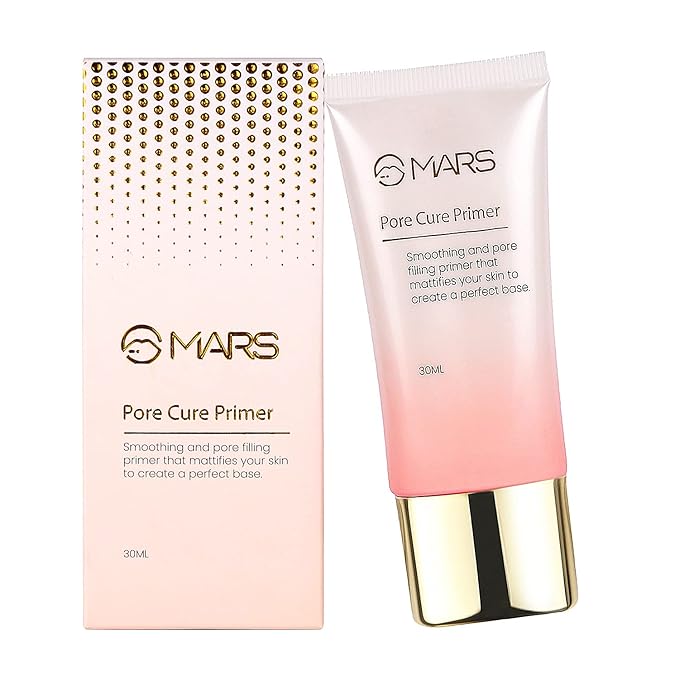 MARS
Pore Cure Primer
Smoothing and pore filling
primer that mattifies your skin
to create a perfect base.
30ML
MARS
Pore Cure Primer
Smoothing and pore
filling primer that
mattifies your skin to
create a perfect base.
30ML